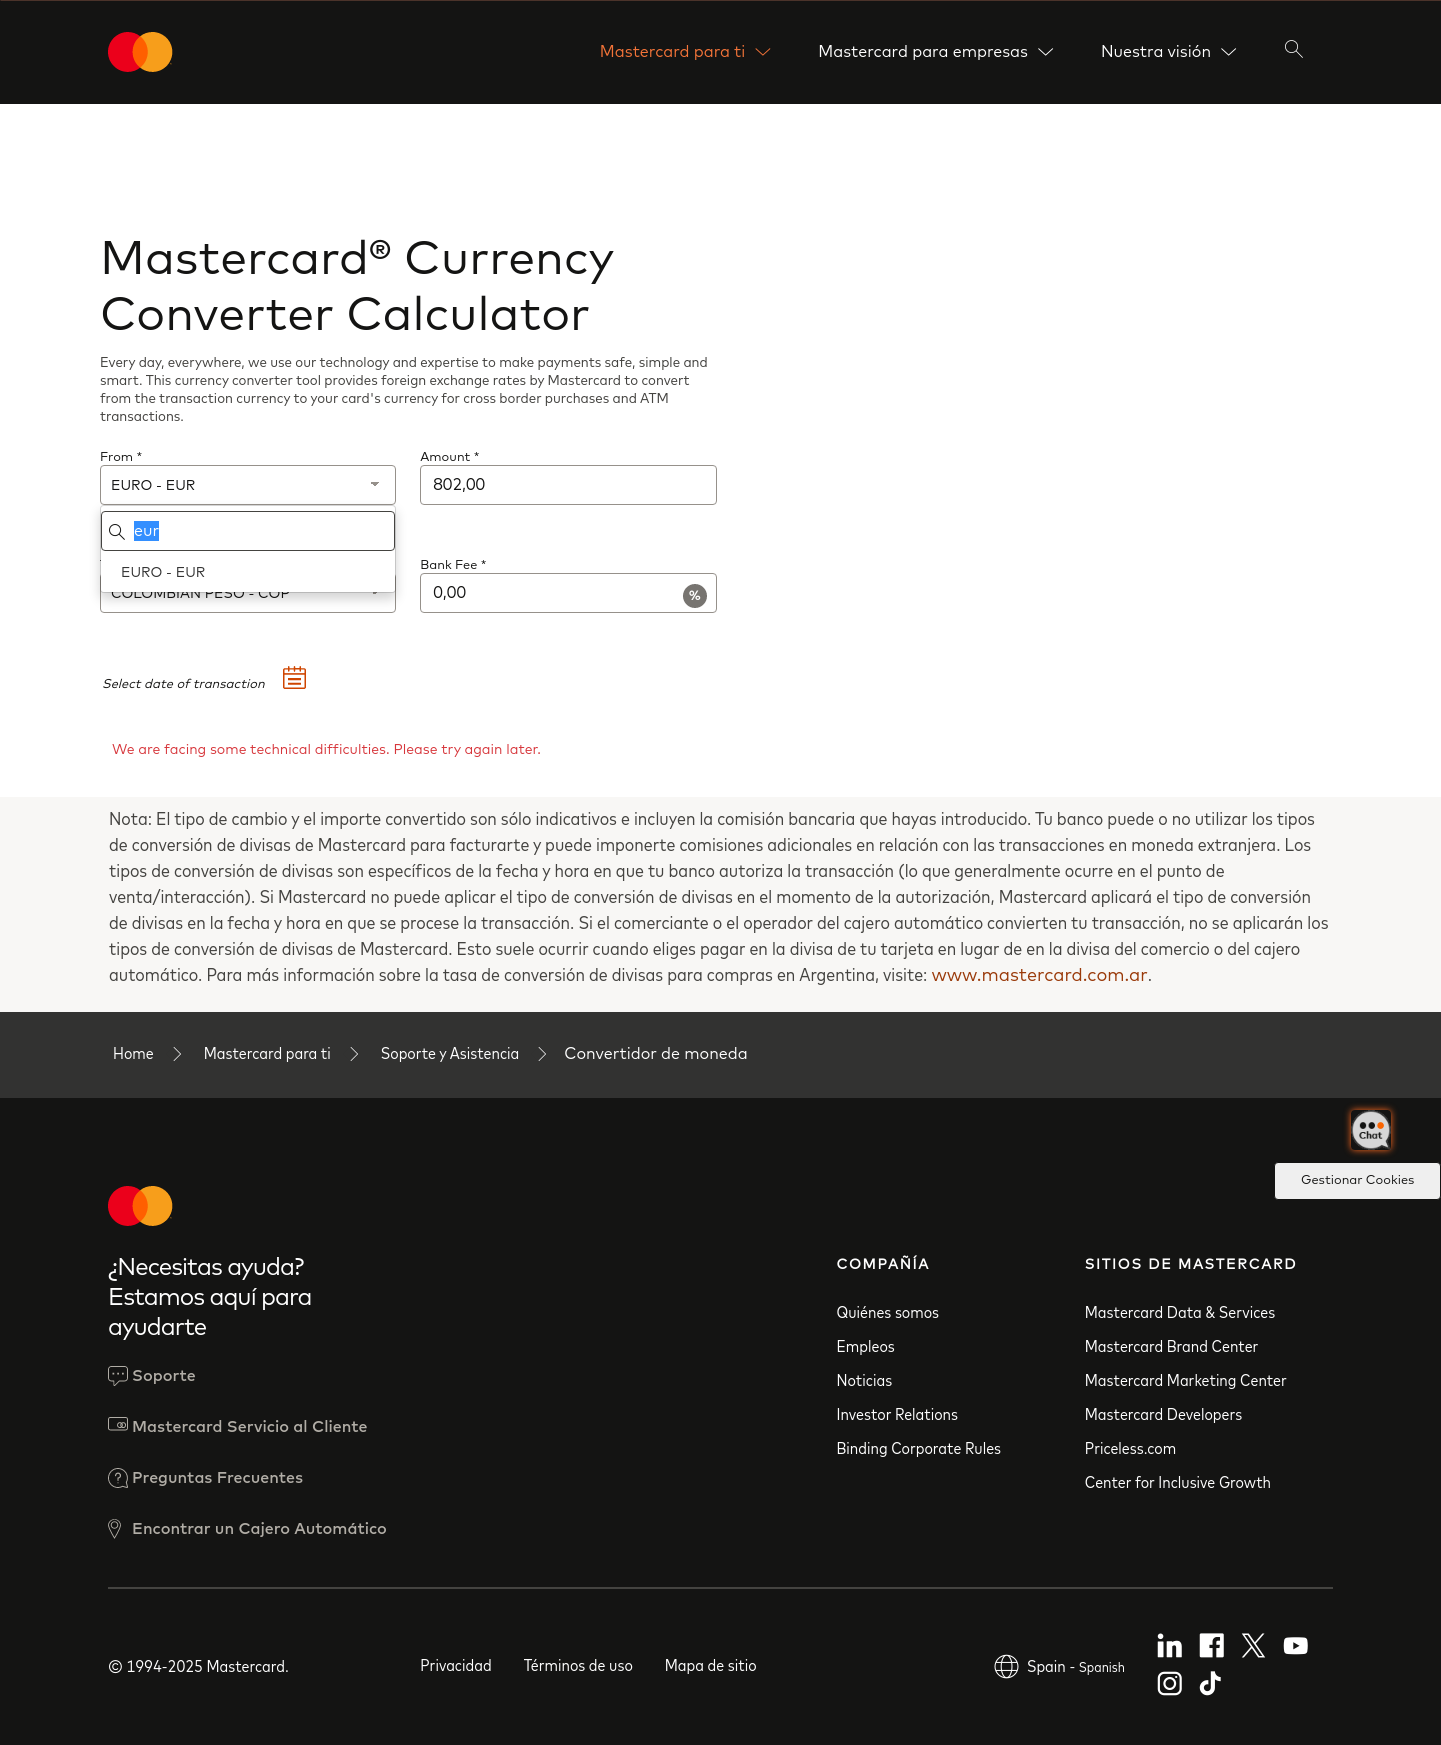 Mastercard para ti
Mastercard para empresas
Nuestra visión
Mastercard® Currency
Converter Calculator
Every day, everywhere, we use our technology and expertise to make payments safe, simple and
smart. This currency converter tool provides foreign exchange rates by Mastercard to convert
from the transaction currency to your card's currency for cross border purchases and ATM
transactions.
From *
Amount *
EURO - EUR
802,00
eur
EURO - EUR
Bank Fee *
COLOMBIAN PESO - COP
0,00
%
Select date of transaction
We are facing some technical difficulties. Please try again later.
Nota: El tipo de cambio y el importe convertido son sólo indicativos e incluyen la comisión bancaria que hayas introducido. Tu banco puede o no utilizar los tipos
de conversión de divisas de Mastercard para facturarte y puede imponerte comisiones adicionales en relación con las transacciones en moneda extranjera. Los
tipos de conversión de divisas son específicos de la fecha y hora en que tu banco autoriza la transacción (lo que generalmente ocurre en el punto de
venta/interacción). Si Mastercard no puede aplicar el tipo de conversión de divisas en el momento de la autorización, Mastercard aplicará el tipo de conversión
de divisas en la fecha y hora en que se procese la transacción. Si el comerciante o el operador del cajero automático convierten tu transacción, no se aplicarán los
tipos de conversión de divisas de Mastercard. Esto suele ocurrir cuando eliges pagar en la divisa de tu tarjeta en lugar de en la divisa del comercio o del cajero
automático. Para más información sobre la tasa de conversión de divisas para compras en Argentina, visite: www.mastercard.com.ar.
Home
Mastercard para ti
Soporte y Asistencia
Convertidor de moneda
Chat
Gestionar Cookies
¿Necesitas ayuda?
Estamos aquí para
ayudarte
Soporte
Mastercard Servicio al Cliente
Preguntas Frecuentes
Encontrar un Cajero Automático
COMPAÑÍA
Quiénes somos
Empleos
Noticias
Investor Relations
Binding Corporate Rules
SITIOS DE MASTERCARD
Mastercard Data & Services
Mastercard Brand Center
Mastercard Marketing Center
Mastercard Developers
Priceless.com
Center for Inclusive Growth
© 1994-2025 Mastercard.
Privacidad
Términos de uso
Mapa de sitio
Spain - Spanish